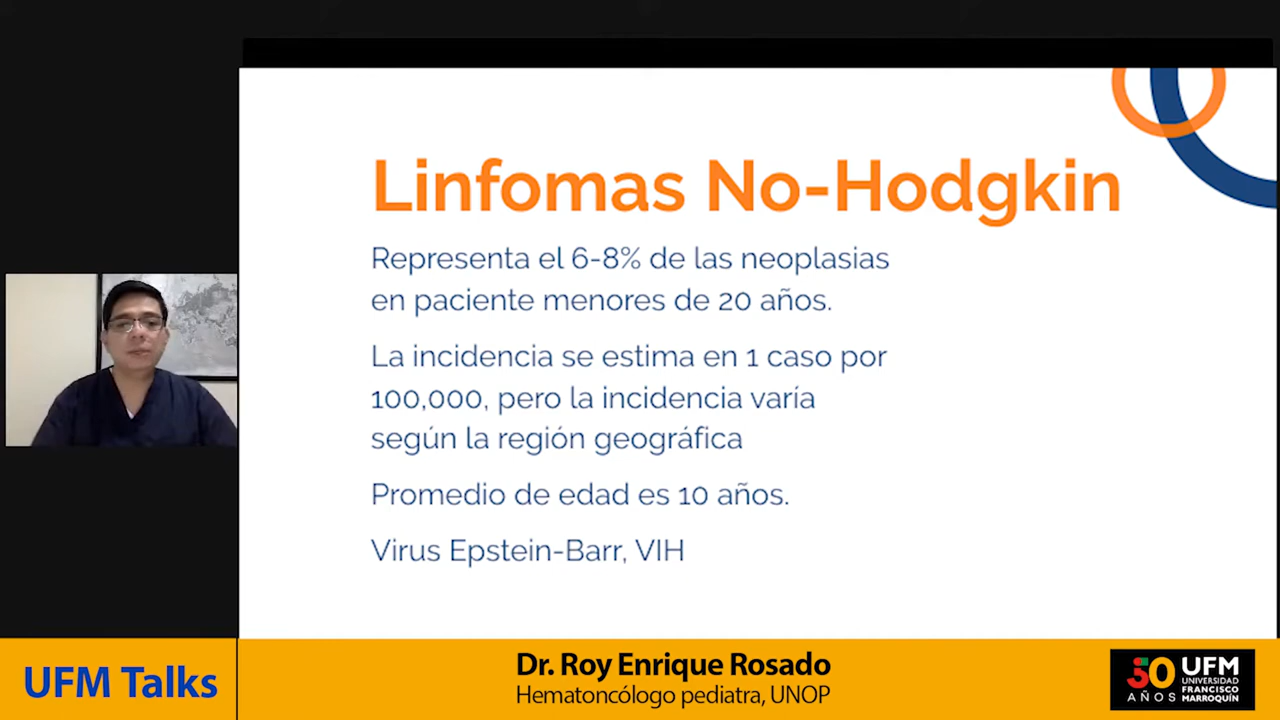 Linfomas No-Hodgkin
Representa el 6-8% de las neoplasias
en paciente menores de 20 años.
La incidencia se estima en 1 caso por
100,000, pero la incidencia varía
según la región geográfica
Promedio de edad es 10 años.
Virus Epstein-Barr, VIH
UFM Talks
Dr. Roy Enrique Rosado
Hematoncólogo pediatra, UNOP
50
AÑOS
UFM
UNIVERSIDAD
FRANCISCO
MARROQUÍN